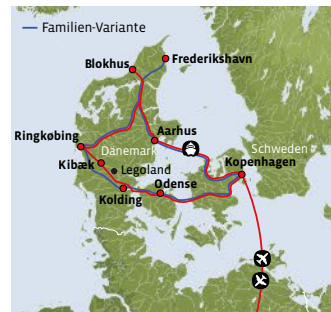 Familien-Variante
Blokhus
Frederikshavn
Ringkøbing
Aarhus
Dänemark
Schweden
Kibæk
Legoland
Kopenhagen
Odense
Kolding